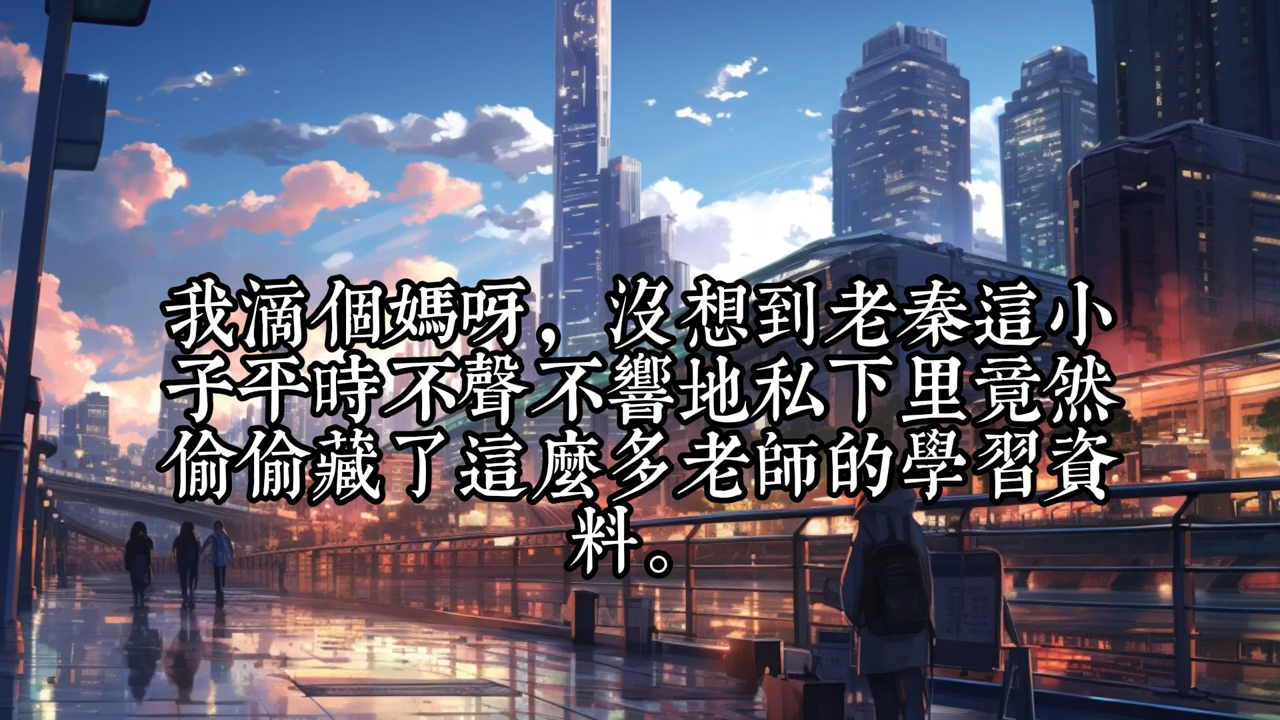 我滴個媽呀，沒想到老秦這小
子平時不聲不響地私下里竟然
偷偷藏了這麼多老師的學習資
料。